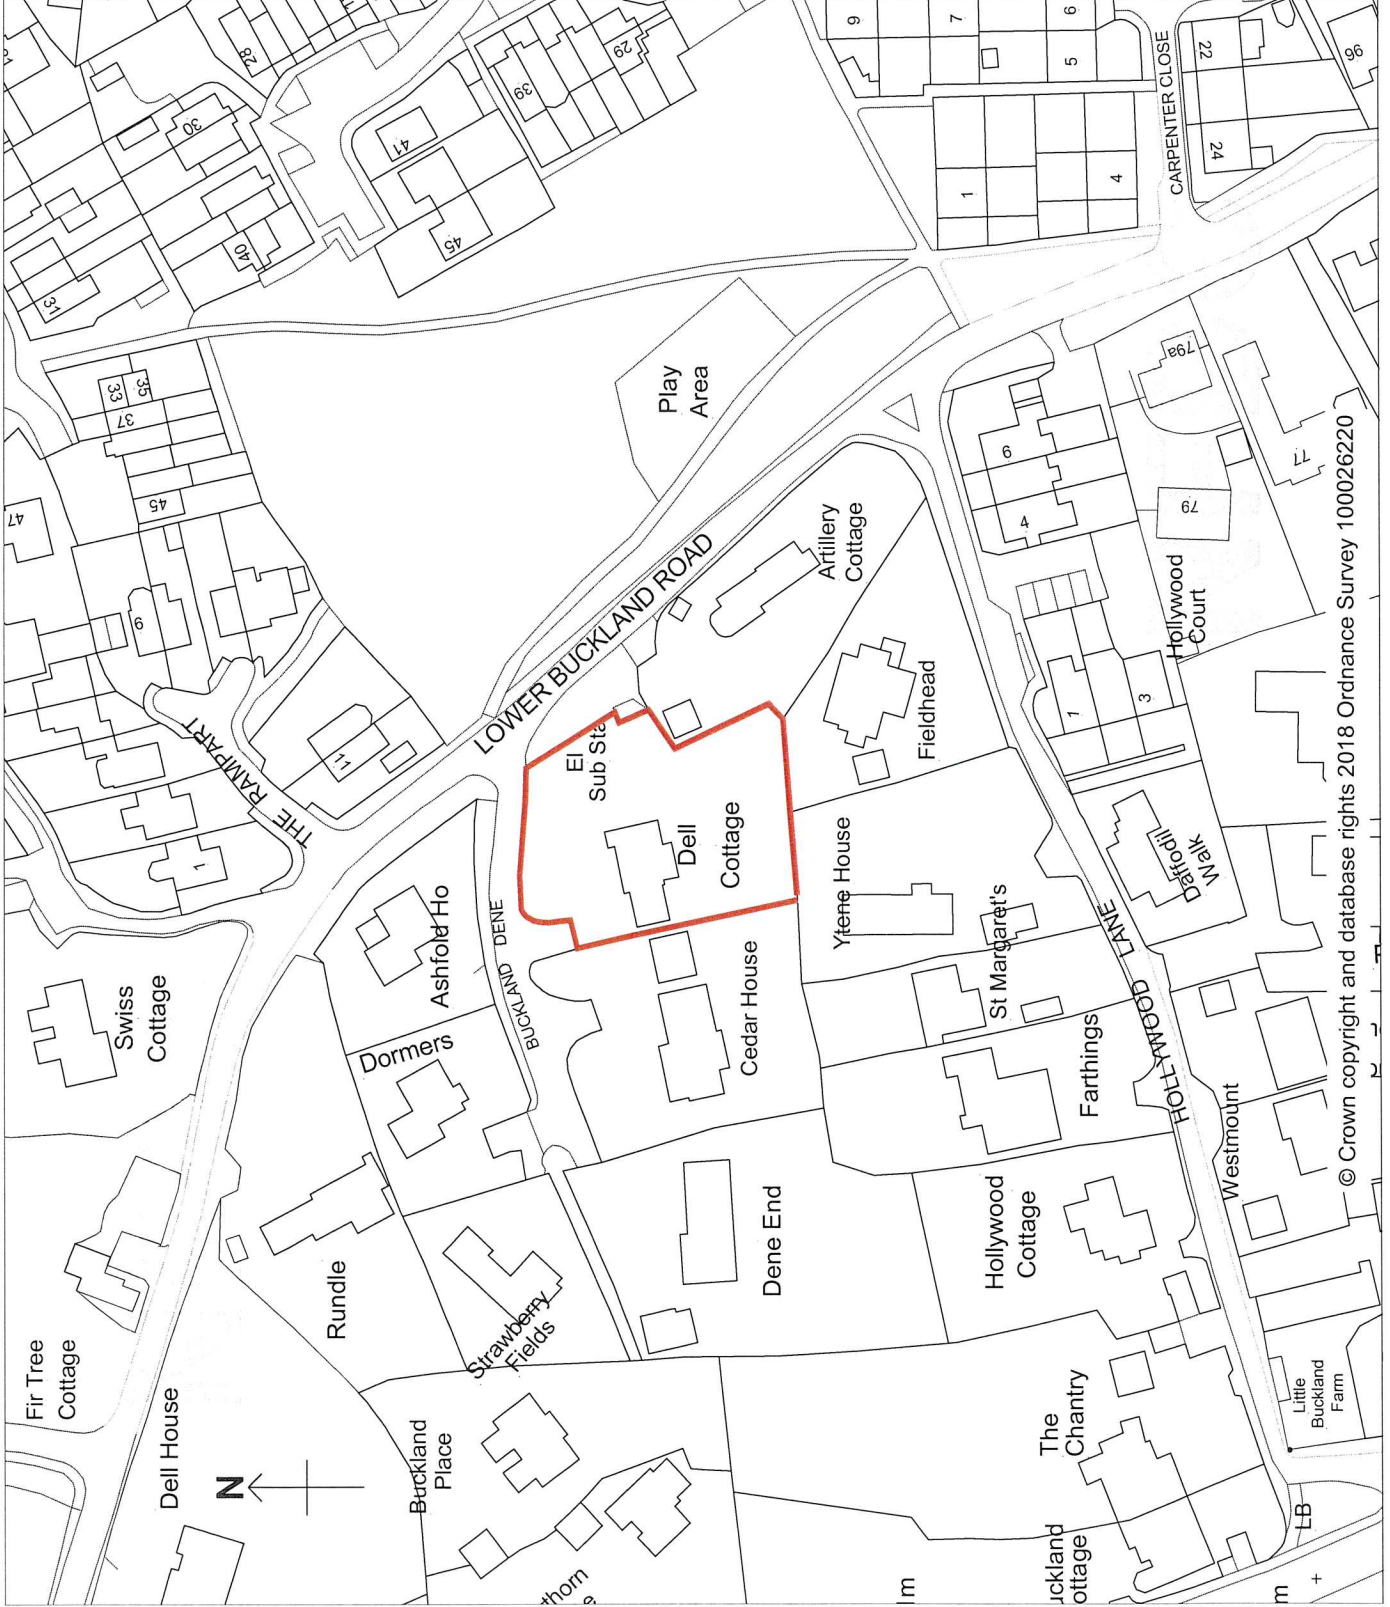 Fir Tree
Cottage
Swiss
Cottage
Dell House
N
THE RAMPART
1
11
9
47
45
37
33
35
31
40
30
28
Rundle
Ashfold Ho
Dormers
BUCKLAND DENE
Buckland
Place
Strawberry
Fields
LOWER BUCKLAND ROAD
El
Sub Sta
Dell
Cottage
Cedar House
Dene End
Play
Area
45
41
39
29
Artillery
Cottage
Fieldhead
Ytene House
St Margaret's
Farthings
Hollywood
Cottage
The
Chantry
uckland
ottage
thorn
HOLLYWOOD LANE
Westmount
Daffodil
Walk
1
3
4
6
Hollywood
Court
79
79a
77
9
7
6
5
1
4
CARPENTER CLOSE
22
24
96
Little
Buckland
Farm
LB
© Crown copyright and database rights 2018 Ordnance Survey 100026220